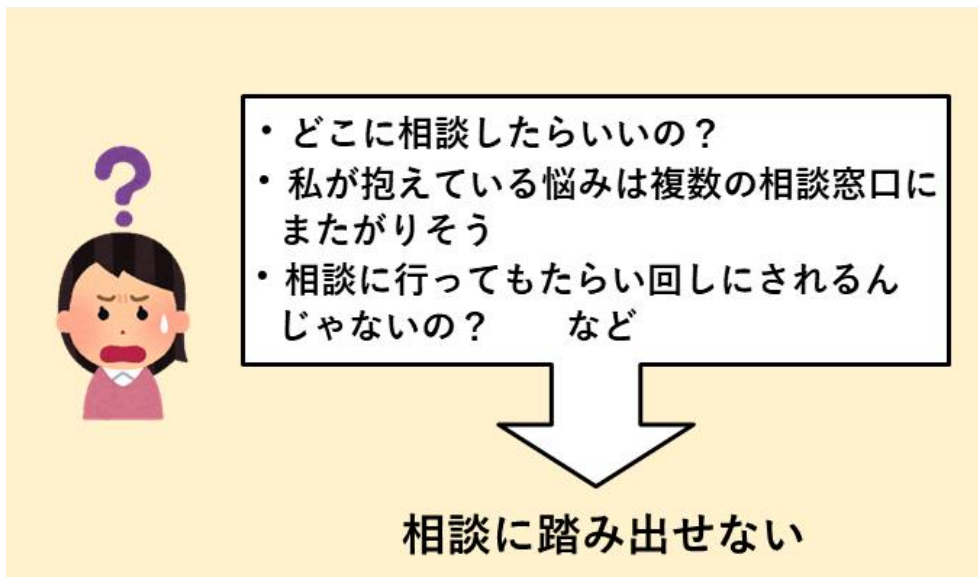 ？
・どこに相談したらいいの？
・私が抱えている悩みは複数の相談窓口に
またがりそう
・相談に行ってもたらい回しにされるん
じゃないの？　　など
相談に踏み出せない